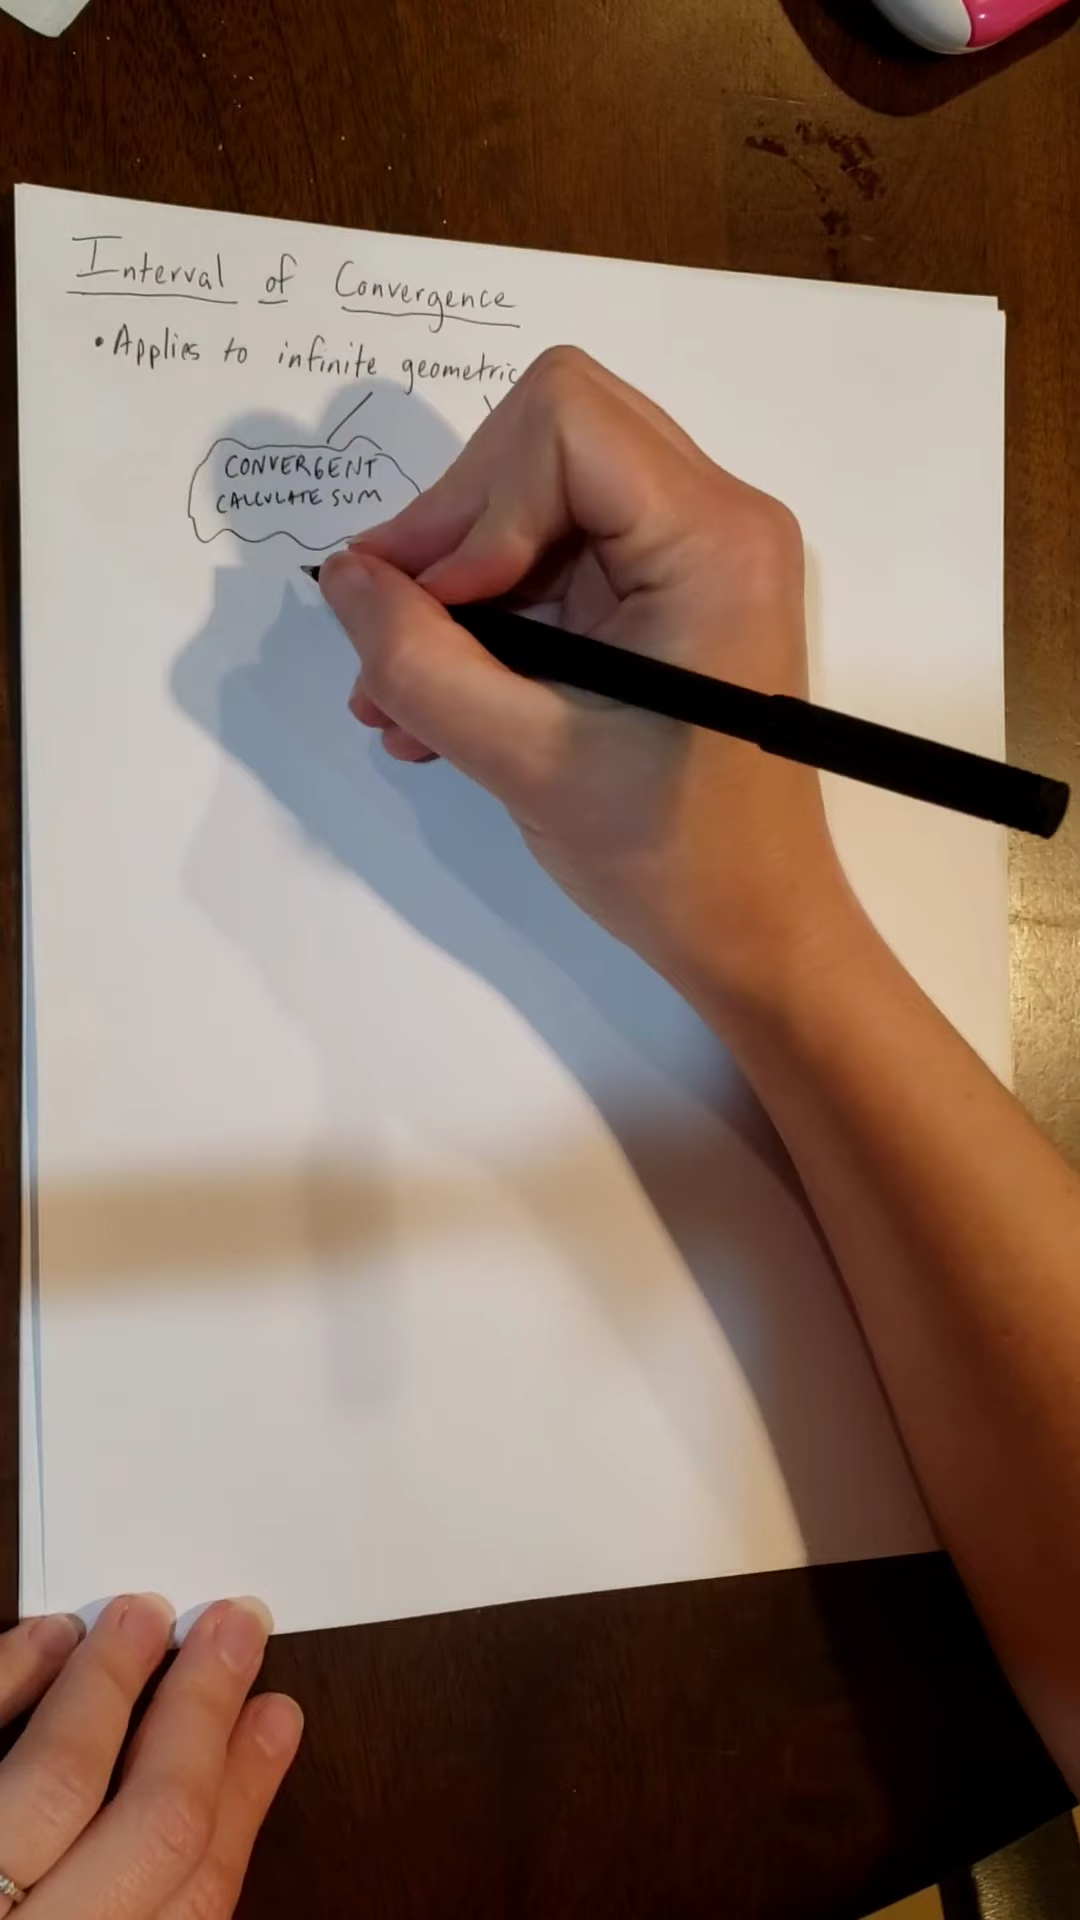 Interval of Convergence
• Applies to infinite geometric
CONVERGENT
CALCULATE SUM